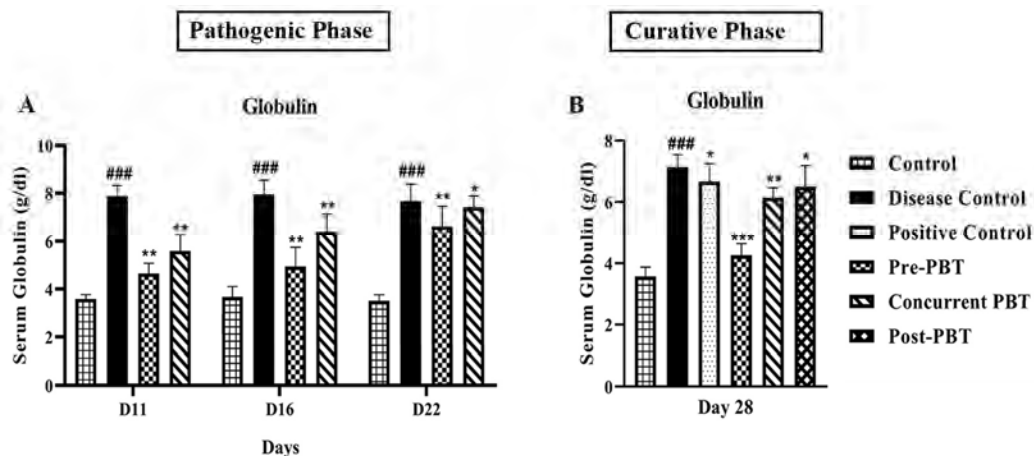 Pathogenic Phase
Curative Phase
A
Globulin
Serum Globulin (g/dl)
10
8
6
4
2
0
###
**
**
###
**
**
###
**
*
D11
D16
D22
Days
B
Globulin
Serum Globulin (g/dl)
8
6
4
2
0
###
*
***
**
*
Day 28
Control
Disease Control
Positive Control
Pre-PBT
Concurrent PBT
Post-PBT